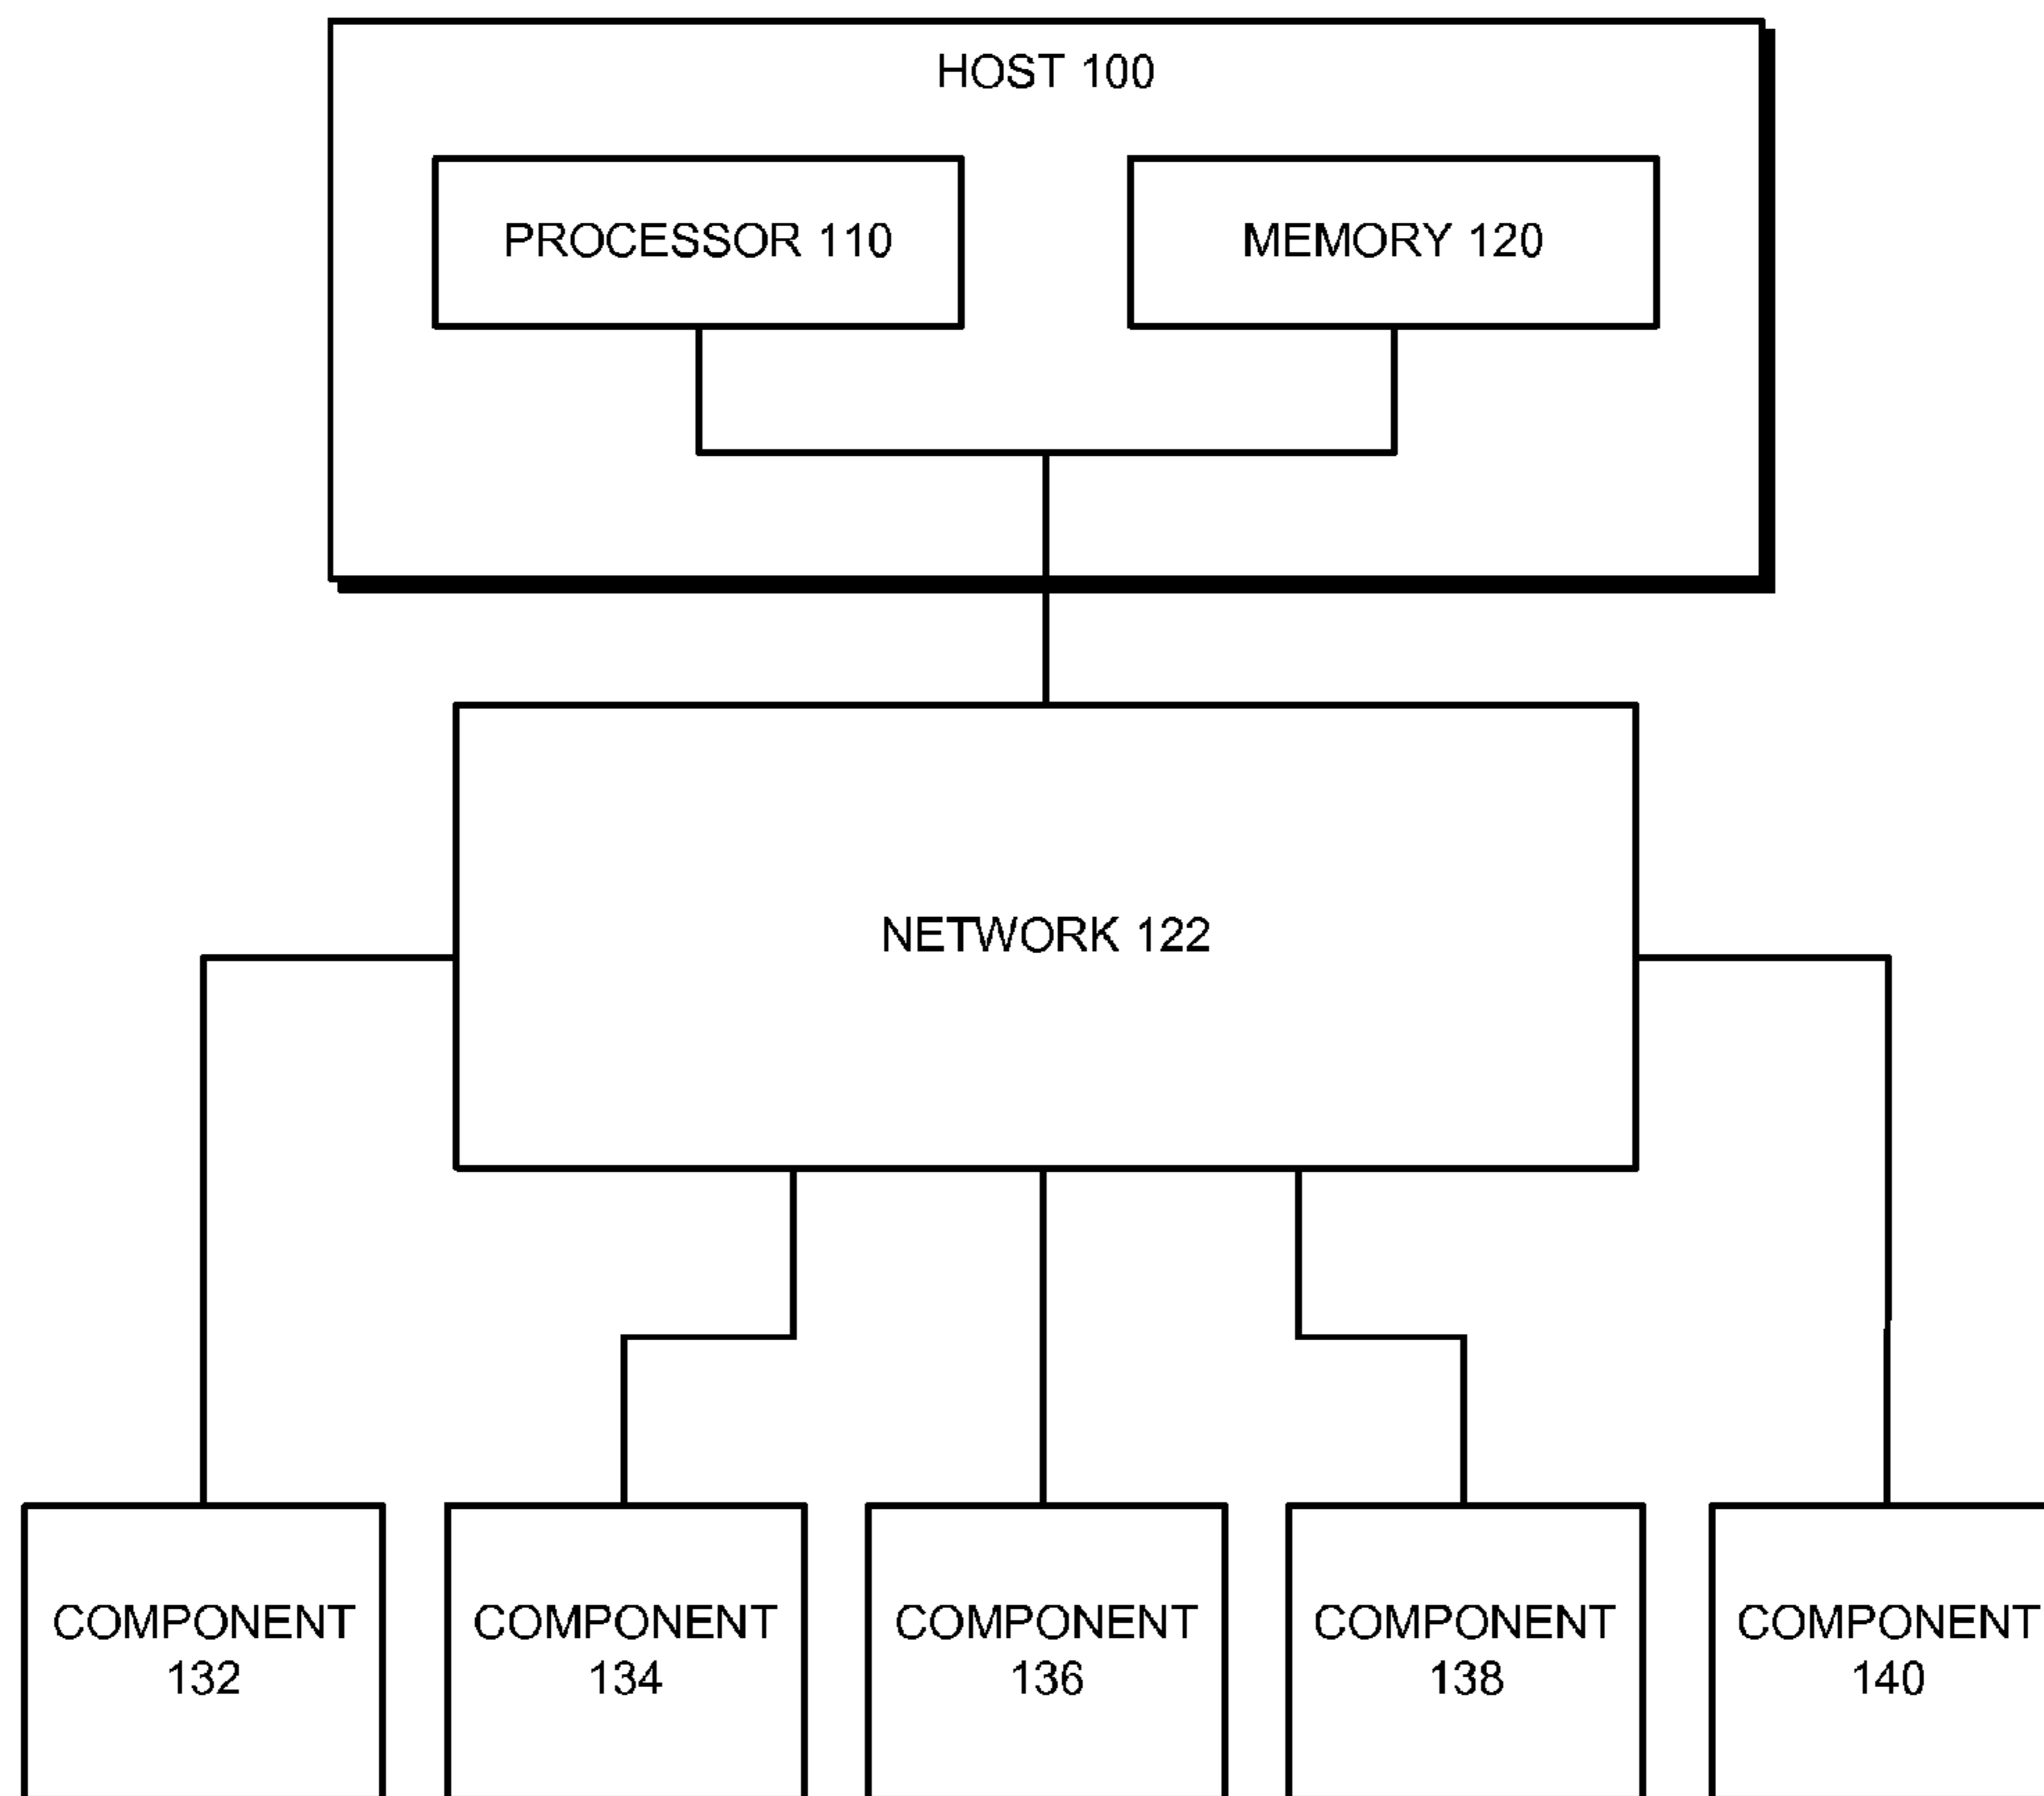 HOST 100
PROCESSOR 110
MEMORY 120
NETWORK 122
COMPONENT
132
COMPONENT
134
COMPONENT
136
COMPONENT
138
COMPONENT
140